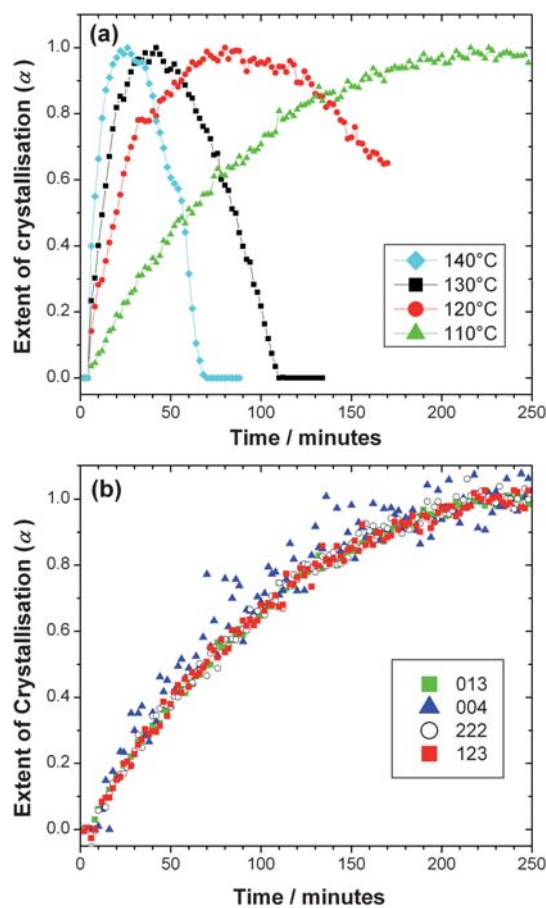 (a)
Extent of crystallisation (α)
1.0
0.8
0.6
0.4
0.2
0.0
140°C
130°C
120°C
110°C
0 50 100 150 200 250
Time / minutes
(b)
Extent of Crystallisation (α)
1.0
0.8
0.6
0.4
0.2
0.0
013
004
222
123
0 50 100 150 200 250
Time / minutes